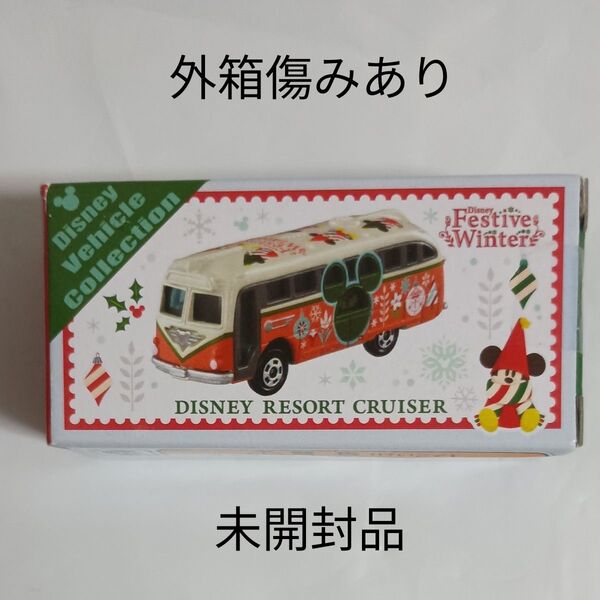 外箱傷みあり
Disney
Vehicle
Collection
Disney
Festive
Winter
DISNEY RESORT CRUISER
未開封品